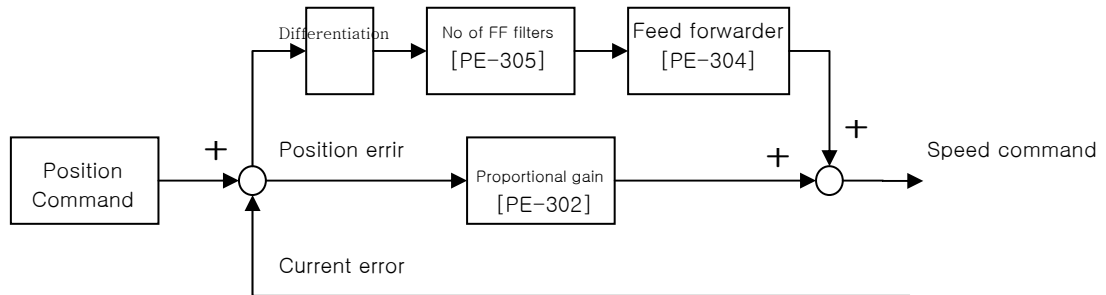 Differentiation
No of FF filters
[PE-305]
Feed forwarder
[PE-304]
+
Position
Command
+
Position errir
Proportional gain
[PE-302]
+
Speed command
Current error